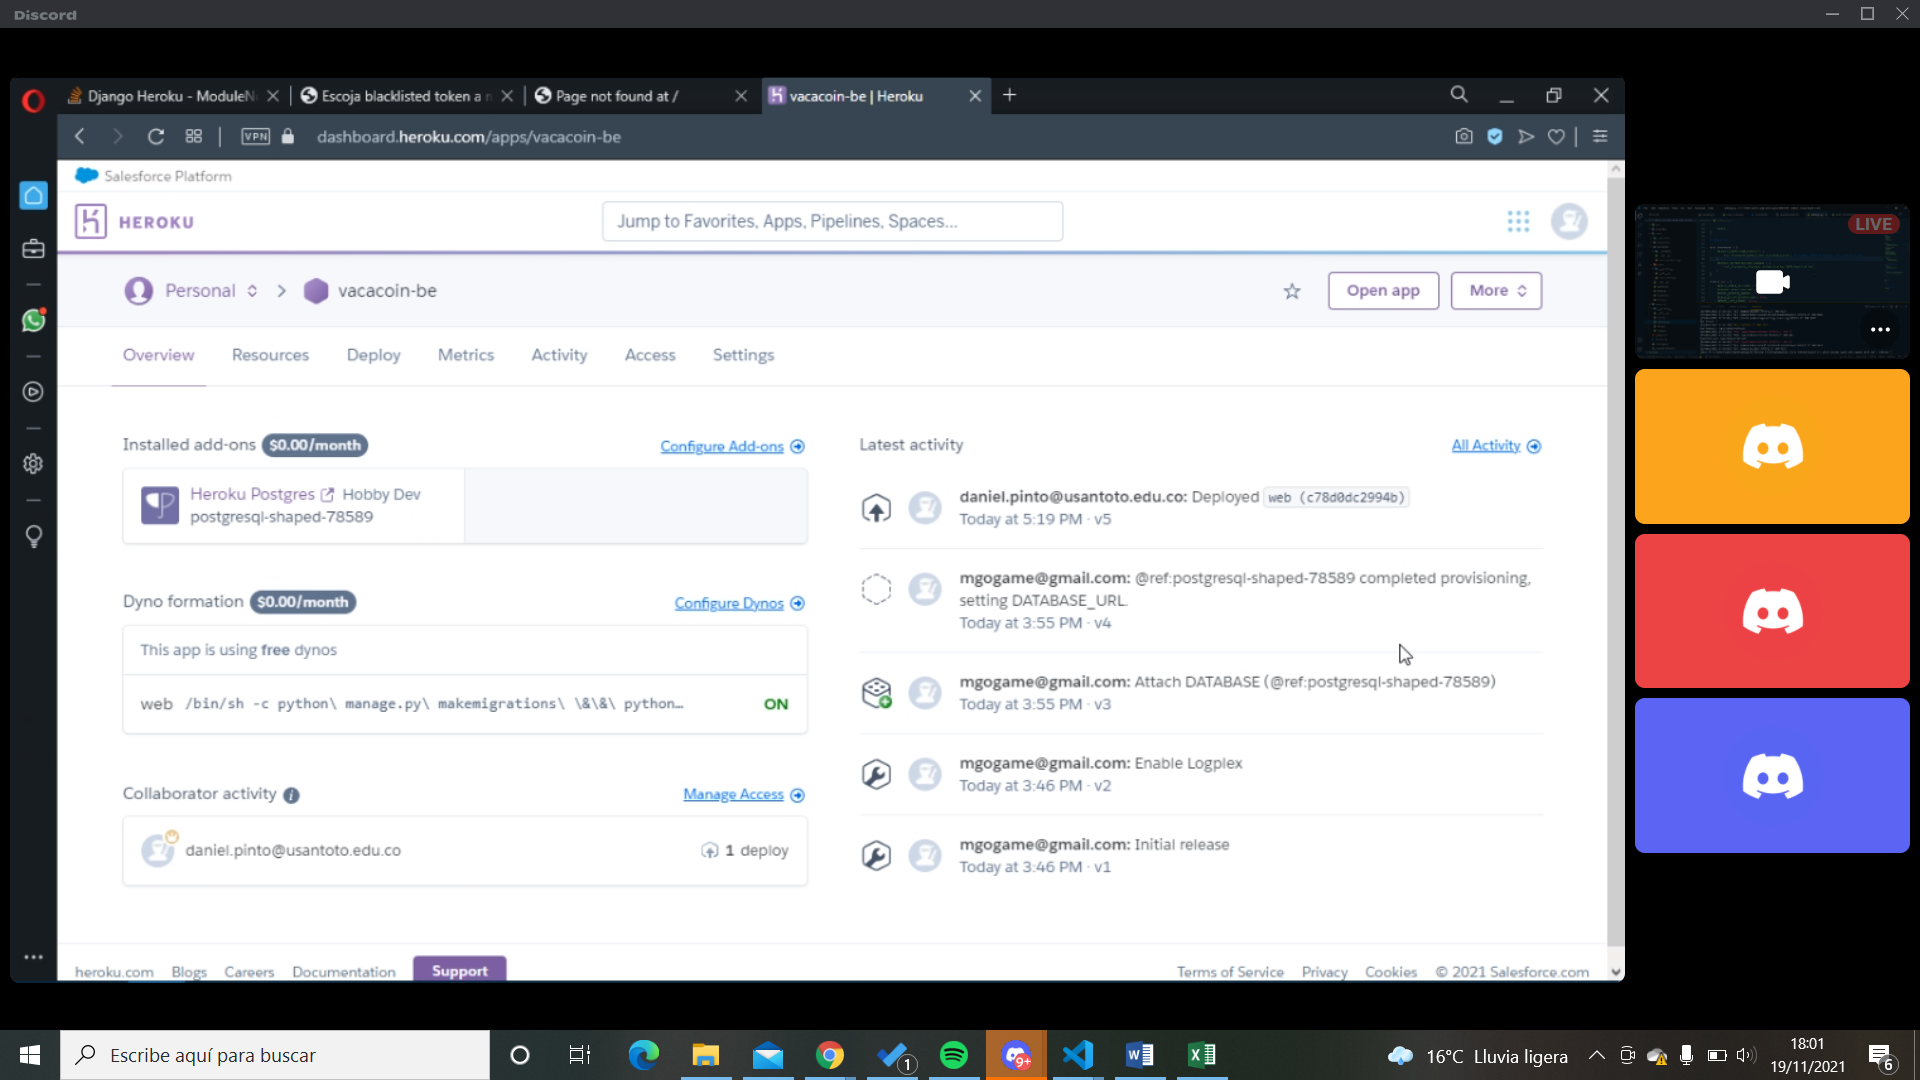 Discord
Django Heroku - ModuleN
Escoja blacklisted token a n
Page not found at /
vacacoin-be | Heroku
VPN
dashboard.heroku.com/apps/vacacoin-be
Salesforce Platform
HEROKU
Jump to Favorites, Apps, Pipelines, Spaces...
LIVE
Personal
vacacoin-be
Open app
More
Overview
Resources
Deploy
Metrics
Activity
Access
Settings
Installed add-ons $0.00/month
Configure Add-ons
Heroku Postgres Hobby Dev
postgresql-shaped-78589
Dyno formation $0.00/month
Configure Dynos
This app is using free dynos
web /bin/sh -c python\ manage.py\ makemigrations\ \&\&\ python…
ON
Collaborator activity
Manage Access
daniel.pinto@usantoto.edu.co
1 deploy
Latest activity
All Activity
daniel.pinto@usantoto.edu.co: Deployed web (c78d0dc2994b)
Today at 5:19 PM · v5
mgogame@gmail.com: @ref:postgresql-shaped-78589 completed provisioning,
setting DATABASE_URL.
Today at 3:55 PM · v4
mgogame@gmail.com: Attach DATABASE (@ref:postgresql-shaped-78589)
Today at 3:55 PM · v3
mgogame@gmail.com: Enable Logplex
Today at 3:46 PM · v2
mgogame@gmail.com: Initial release
Today at 3:46 PM · v1
heroku.com
Blogs
Careers
Documentation
Support
Terms of Service
Privacy
Cookies
© 2021 Salesforce.com
Escribe aquí para buscar
1
9+
16°C Lluvia ligera
18:01
19/11/2021
6